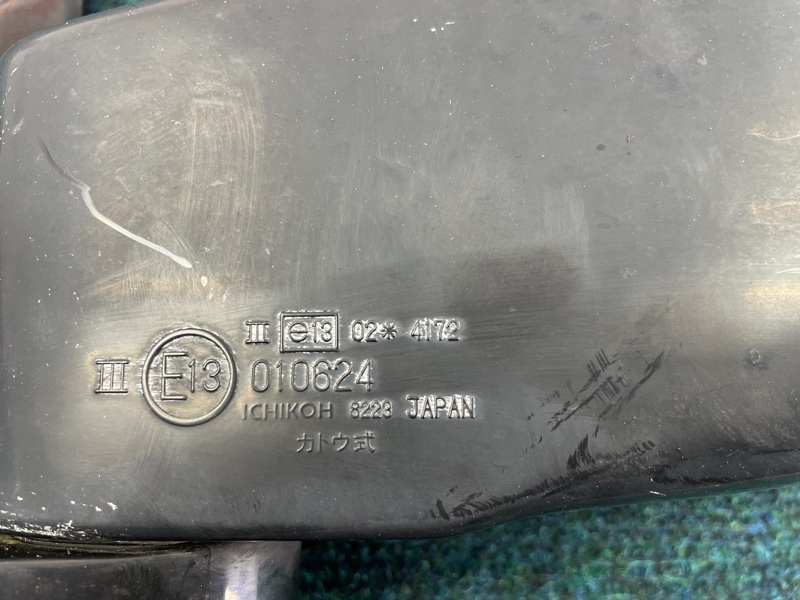 III e13 02* 4172
III E13 010624
ICHIKOH 8223 JAPAN
カトウ式